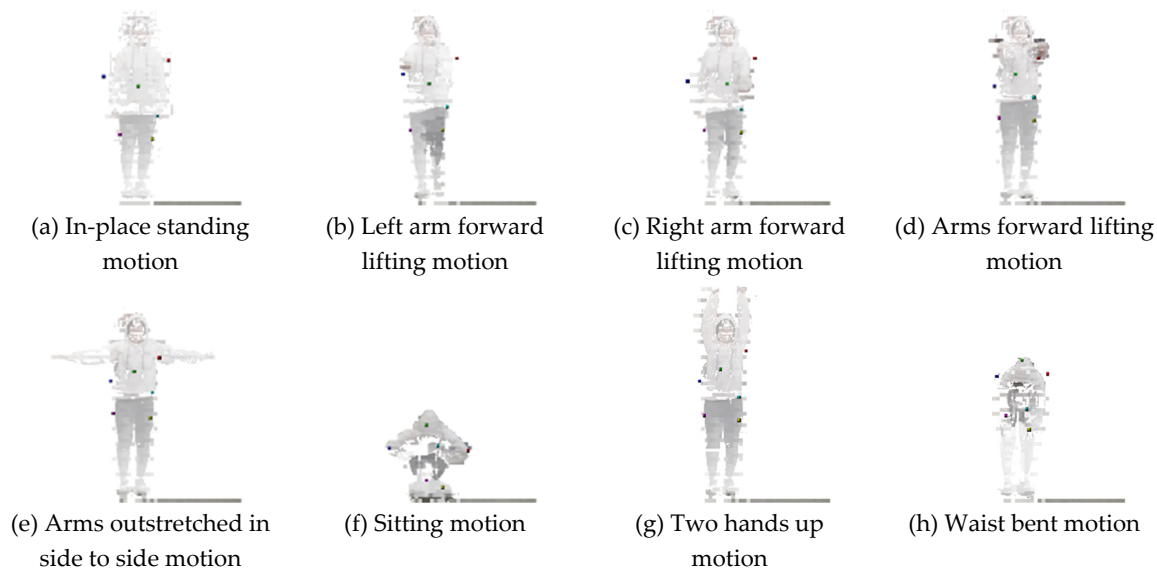 (a) In-place standing
motion
(b) Left arm forward
lifting motion
(c) Right arm forward
lifting motion
(d) Arms forward lifting
motion
(e) Arms outstretched in
side to side motion
(f) Sitting motion
(g) Two hands up
motion
(h) Waist bent motion